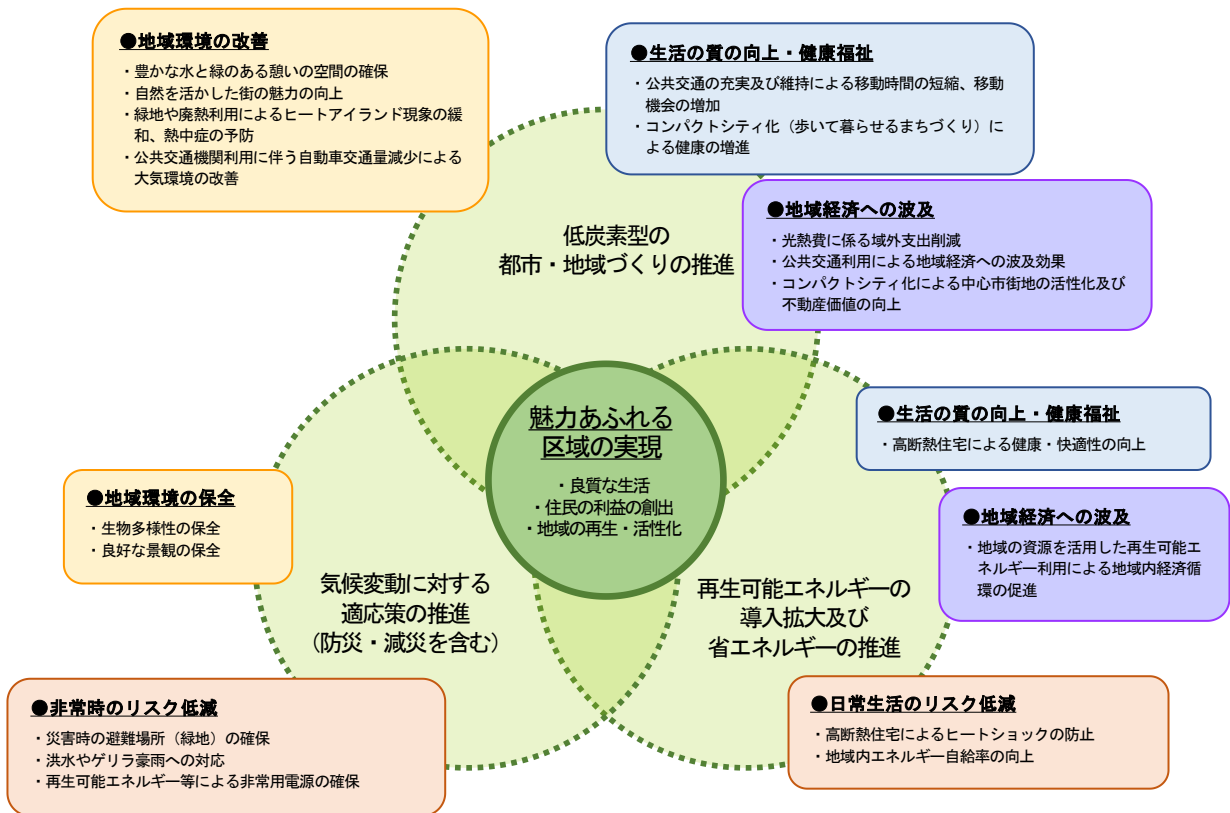 ●地域環境の改善
・豊かな水と緑のある憩いの空間の確保
・自然を活かした街の魅力の向上
・緑地や廃熱利用によるヒートアイランド現象の緩
和、熱中症の予防
・公共交通機関利用に伴う自動車交通量減少による
大気環境の改善
●生活の質の向上・健康福祉
・公共交通の充実及び維持による移動時間の短縮、移動
機会の増加
・コンパクトシティ化（歩いて暮らせるまちづくり）に
よる健康の増進
●地域経済への波及
・光熱費に係る域外支出削減
・公共交通利用による地域経済への波及効果
・コンパクトシティ化による中心市街地の活性化及び
不動産価値の向上
低炭素型の
都市・地域づくりの推進
魅力あふれる
区域の実現
・良質な生活
・住民の利益の創出
・地域の再生・活性化
●生活の質の向上・健康福祉
・高断熱住宅による健康・快適性の向上
●地域環境の保全
・生物多様性の保全
・良好な景観の保全
●地域経済への波及
・地域の資源を活用した再生可能エ
ネルギー利用による地域内経済循
環の促進
気候変動に対する
適応策の推進
（防災・減災を含む）
再生可能エネルギーの
導入拡大及び
省エネルギーの推進
●非常時のリスク低減
・災害時の避難場所（緑地）の確保
・洪水やゲリラ豪雨への対応
・再生可能エネルギー等による非常用電源の確保
●日常生活のリスク低減
・高断熱住宅によるヒートショックの防止
・地域内エネルギー自給率の向上